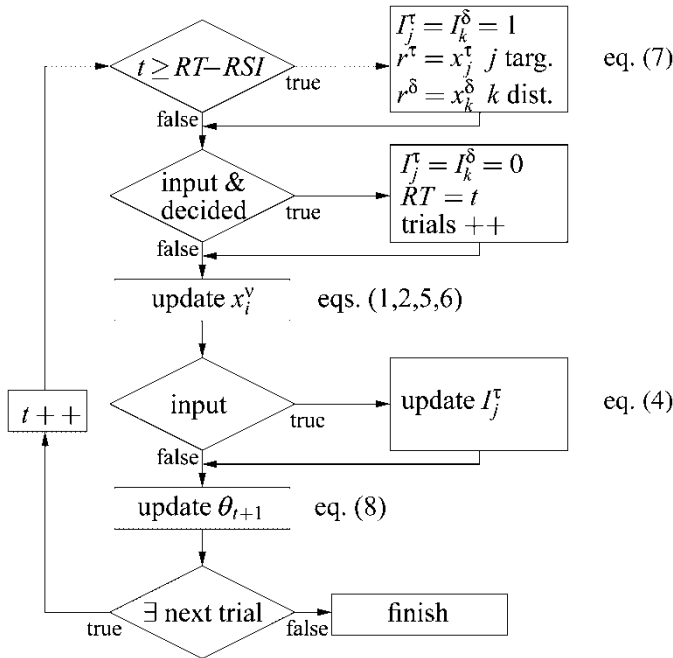 t ≥ RT–RSI
true
false
I_j^τ = I_k^δ = 1
r^τ = x_j^τ j targ.
r^δ = x_k^δ k dist.
eq. (7)
input &
decided
true
false
I_j^τ = I_k^δ = 0
RT = t
trials ++
update x_i^ν
eqs. (1,2,5,6)
t ++
input
truc
false
update I_j^τ
eq. (4)
update θ_{t+1}
eq. (8)
∃ next trial
true
false
finish